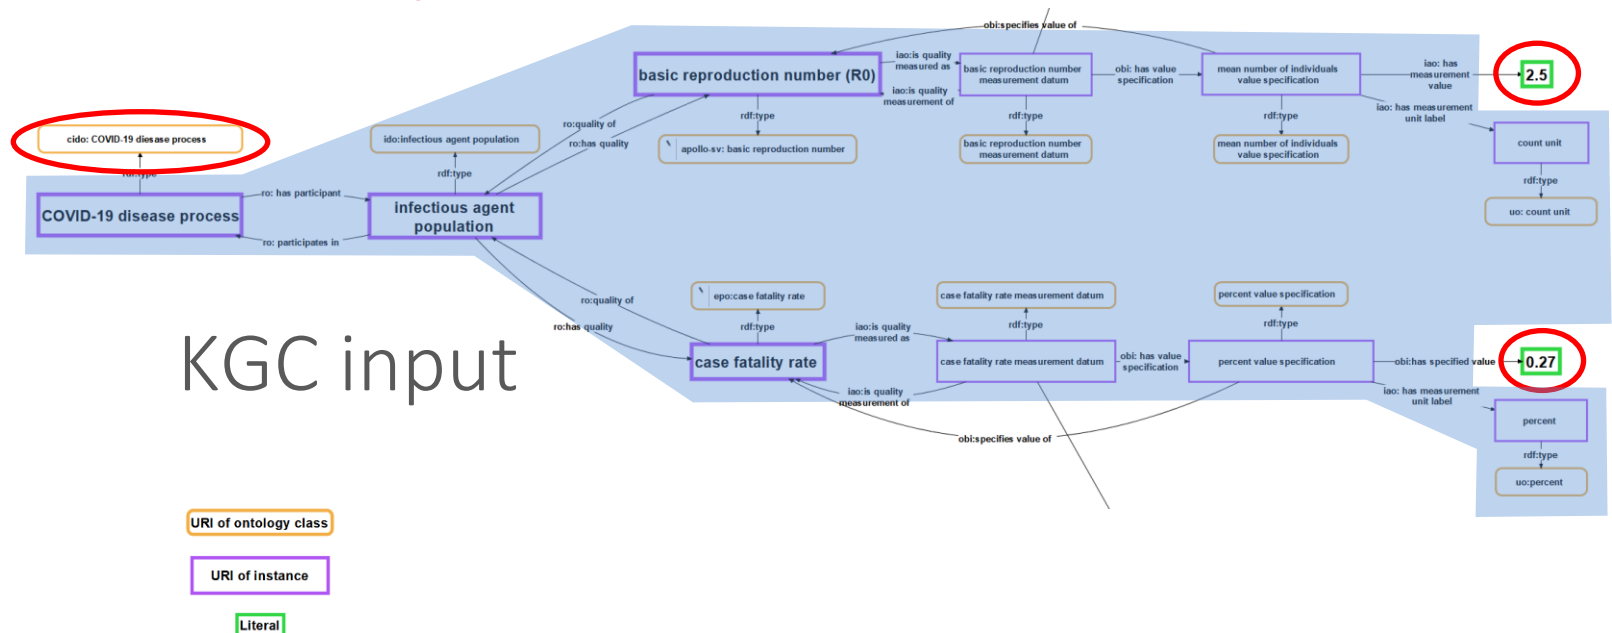 obi:specifies value of
basic reproduction number (R0)
iao:is quality
measured as
iao:is quality
measurement of
basic reproduction number
measurement datum
obi: has value
specification
mean number of individuals
value specification
iao: has
measurement
value
2.5
iao: has measurement
unit label
rdf:type
rdf:type
rdf:type
ro:quality of
ro:has quality
cido: COVID-19 diesase process
ido:infectious agent population
apollo-sv: basic reproduction number
basic reproduction number
measurement datum
mean number of individuals
value specification
count unit
rdf:type
rdf:type
rdf:type
COVID-19 disease process
ro: has participant
ro: participates in
infectious agent
population
uo: count unit
ro:quality of
ro:has quality
epo:case fatality rate
case fatality rate measurement datum
percent value specification
rdf:type
rdf:type
rdf:type
case fatality rate
iao:is quality
measured as
iao:is quality
measurement of
case fatality rate measurement datum
obi: has value
specification
percent value specification
obi:has specified value
0.27
iao: has measurement
unit label
percent
rdf:type
uo:percent
obi:specifies value of
KGC input
URI of ontology class
URI of instance
Literal